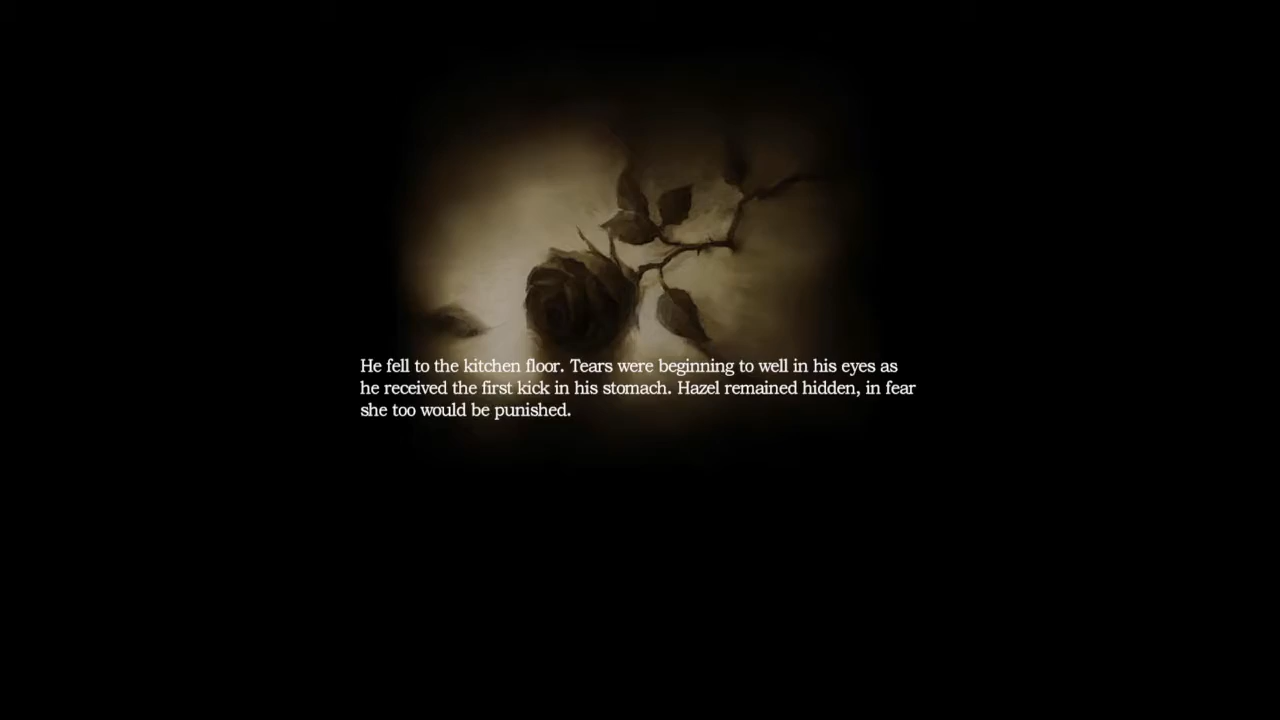 He fell to the kitchen floor. Tears were beginning to well in his eyes as
he received the first kick in his stomach. Hazel remained hidden, in fear
she too would be punished.